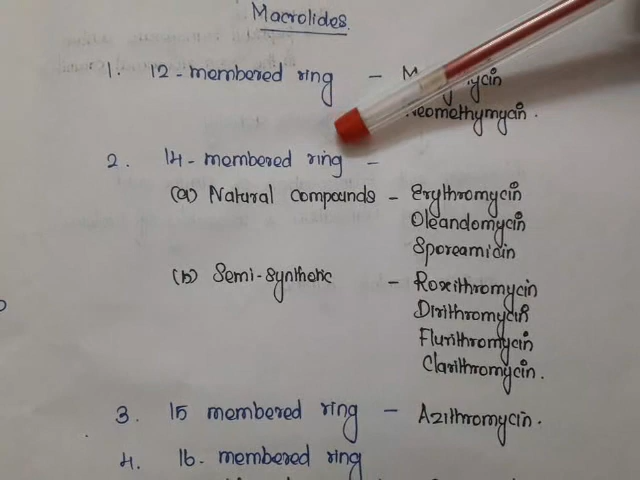 Macrolides
1. 12-membered ring -
Neomethymycin.
2. 14-membered ring -
(a) Natural Compounds - Erythromycin
Oleandomycin
Sporeamicin
(b) Semi-synthetic - Roxithromycin
Dirithromycin
Flurithromycin
Clarithromycin.
3. 15 membered ring - Azithromycin.
4. 16- membered ring